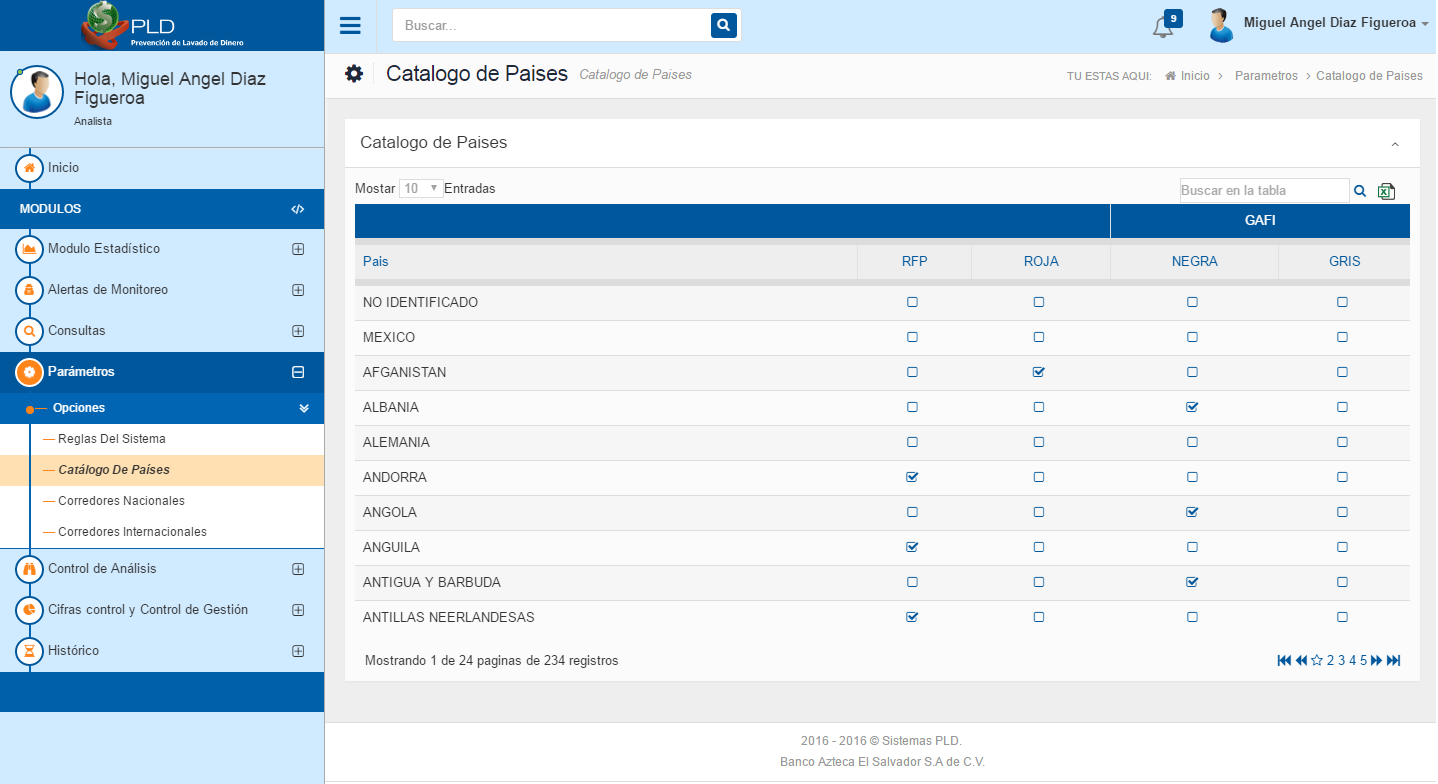 PLD
Prevención de Lavado de Dinero
Buscar...
9
Miguel Angel Diaz Figueroa
Hola, Miguel Angel Diaz
Figueroa
Analista
Catalogo de Paises Catalogo de Paises
TU ESTAS AQUI: Inicio > Parametros > Catalogo de Paises
Inicio
MODULOS </>
Modulo Estadístico
Alertas de Monitoreo
Consultas
Parámetros
Opciones
Reglas Del Sistema
Catálogo De Países
Corredores Nacionales
Corredores Internacionales
Control de Análisis
Cifras control y Control de Gestión
Histórico
Catalogo de Paises
Mostar 10 Entradas
Buscar en la tabla
GAFI
Pais RFP ROJA NEGRA GRIS
NO IDENTIFICADO
MEXICO
AFGANISTAN
ALBANIA
ALEMANIA
ANDORRA
ANGOLA
ANGUILA
ANTIGUA Y BARBUDA
ANTILLAS NEERLANDESAS
Mostrando 1 de 24 paginas de 234 registros
2 3 4 5
2016 - 2016 © Sistemas PLD.
Banco Azteca El Salvador S.A de C.V.